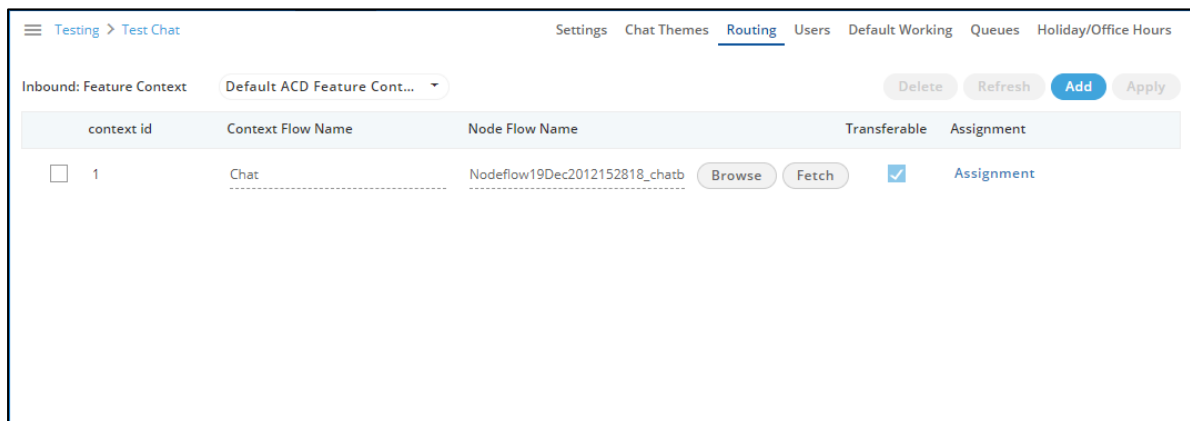 Testing > Test Chat Settings Chat Themes Routing Users Default Working Queues Holiday/Office Hours
Inbound: Feature Context Default ACD Feature Cont... Delete Refresh Add Apply
context id Context Flow Name Node Flow Name Transferable Assignment
1 Chat Nodeflow19Dec2012152818_chatb Browse Fetch Assignment